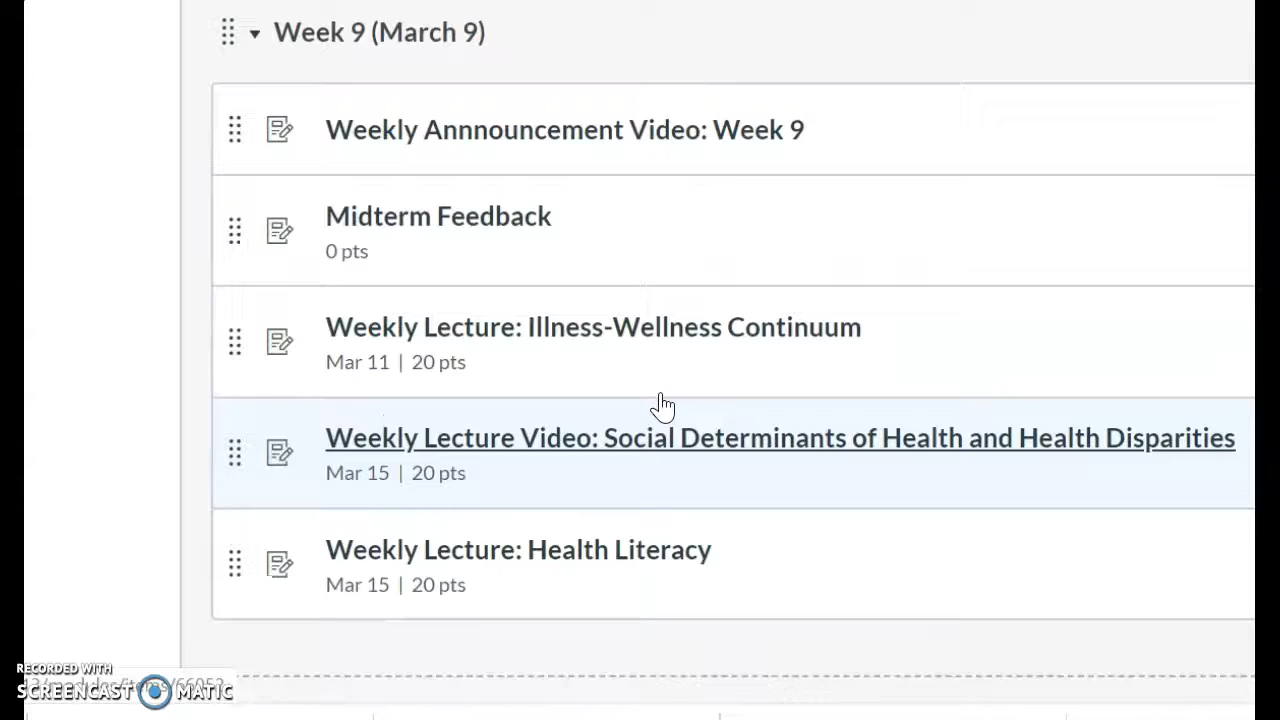 Week 9 (March 9)
Weekly Annnouncement Video: Week 9
Midterm Feedback
0 pts
Weekly Lecture: Illness-Wellness Continuum
Mar 11 | 20 pts
Weekly Lecture Video: Social Determinants of Health and Health Disparities
Mar 15 | 20 pts
Weekly Lecture: Health Literacy
Mar 15 | 20 pts
RECORDED WITH
SCREENCAST MATIC